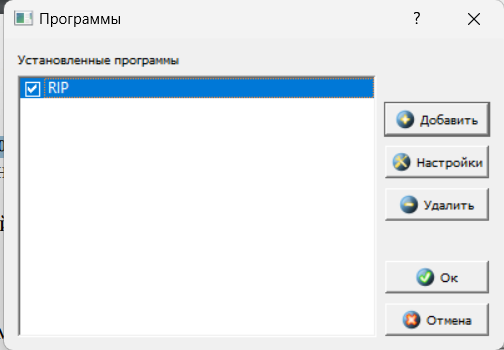 Программы
?
Установленные программы
RIP
Добавить
Настройки
Удалить
Ок
Отмена